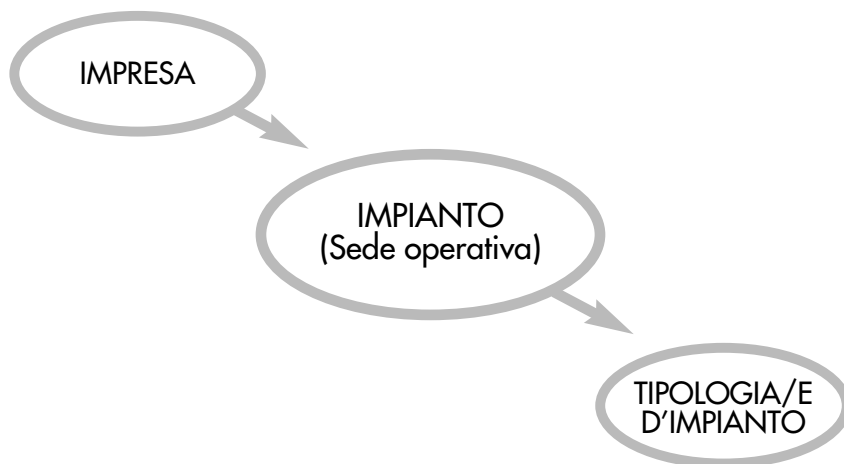 IMPRESA
IMPIANTO
(Sede operativa)
TIPOLOGIA/E
D’IMPIANTO